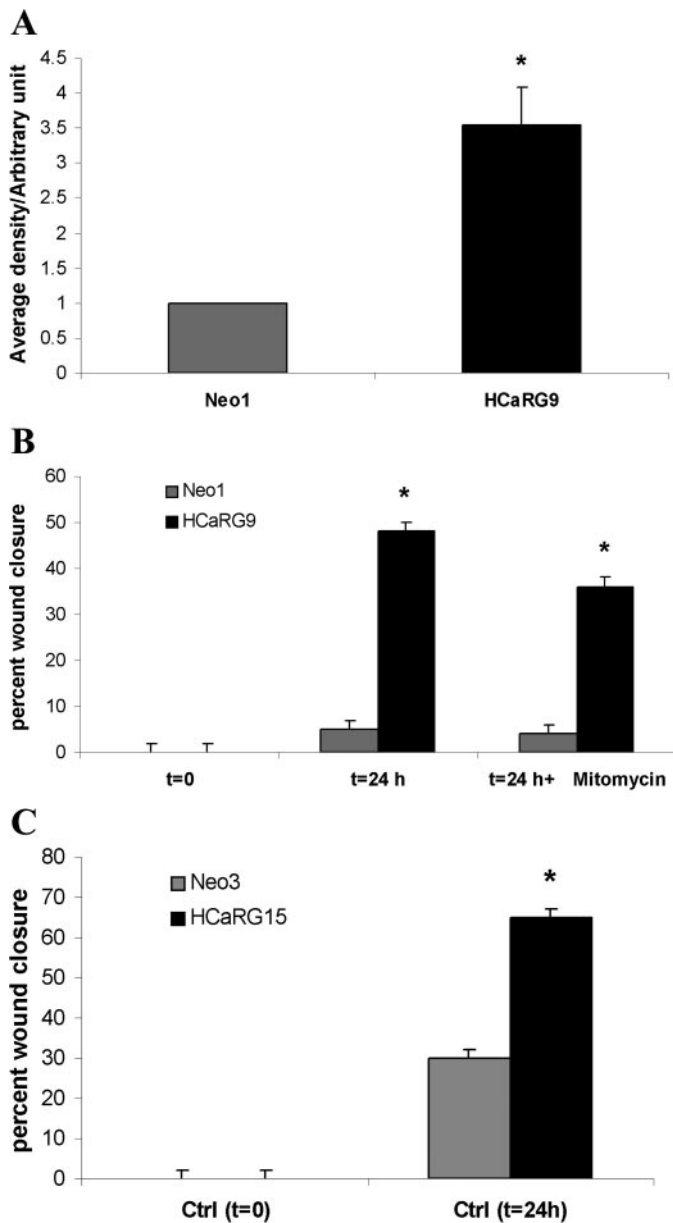 A
Average density/Arbitrary unit
4.5
4
3.5
3
2.5
2
1.5
1
0.5
0
*
Neo1 HCaRG9
B
percent wound closure
60
50
40
30
20
10
0
Neo1
HCaRG9
*
*
t=0 t=24 h t=24 h+ Mitomycin
C
percent wound closure
80
70
60
50
40
30
20
10
0
Neo3
HCaRG15
*
Ctrl (t=0) Ctrl (t=24h)